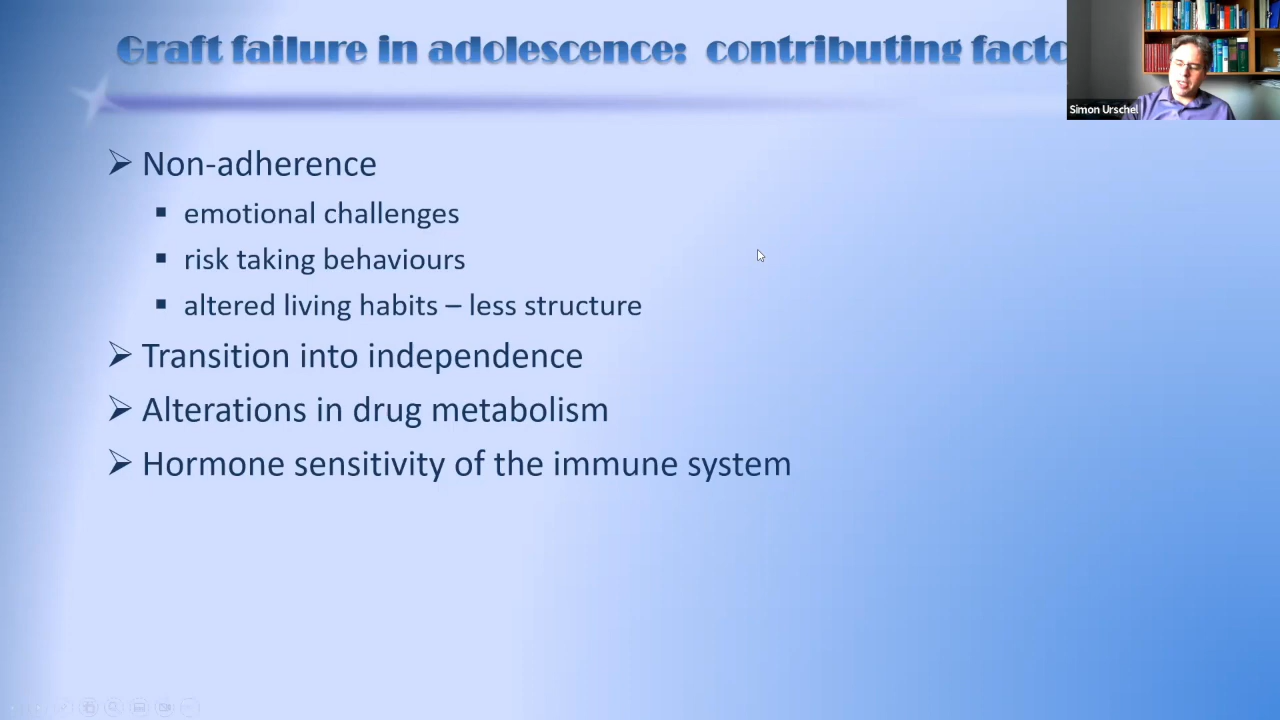 Graft failure in adolescence: contributing facto
Simon Urschel
Non-adherence
emotional challenges
risk taking behaviours
altered living habits – less structure
Transition into independence
Alterations in drug metabolism
Hormone sensitivity of the immune system